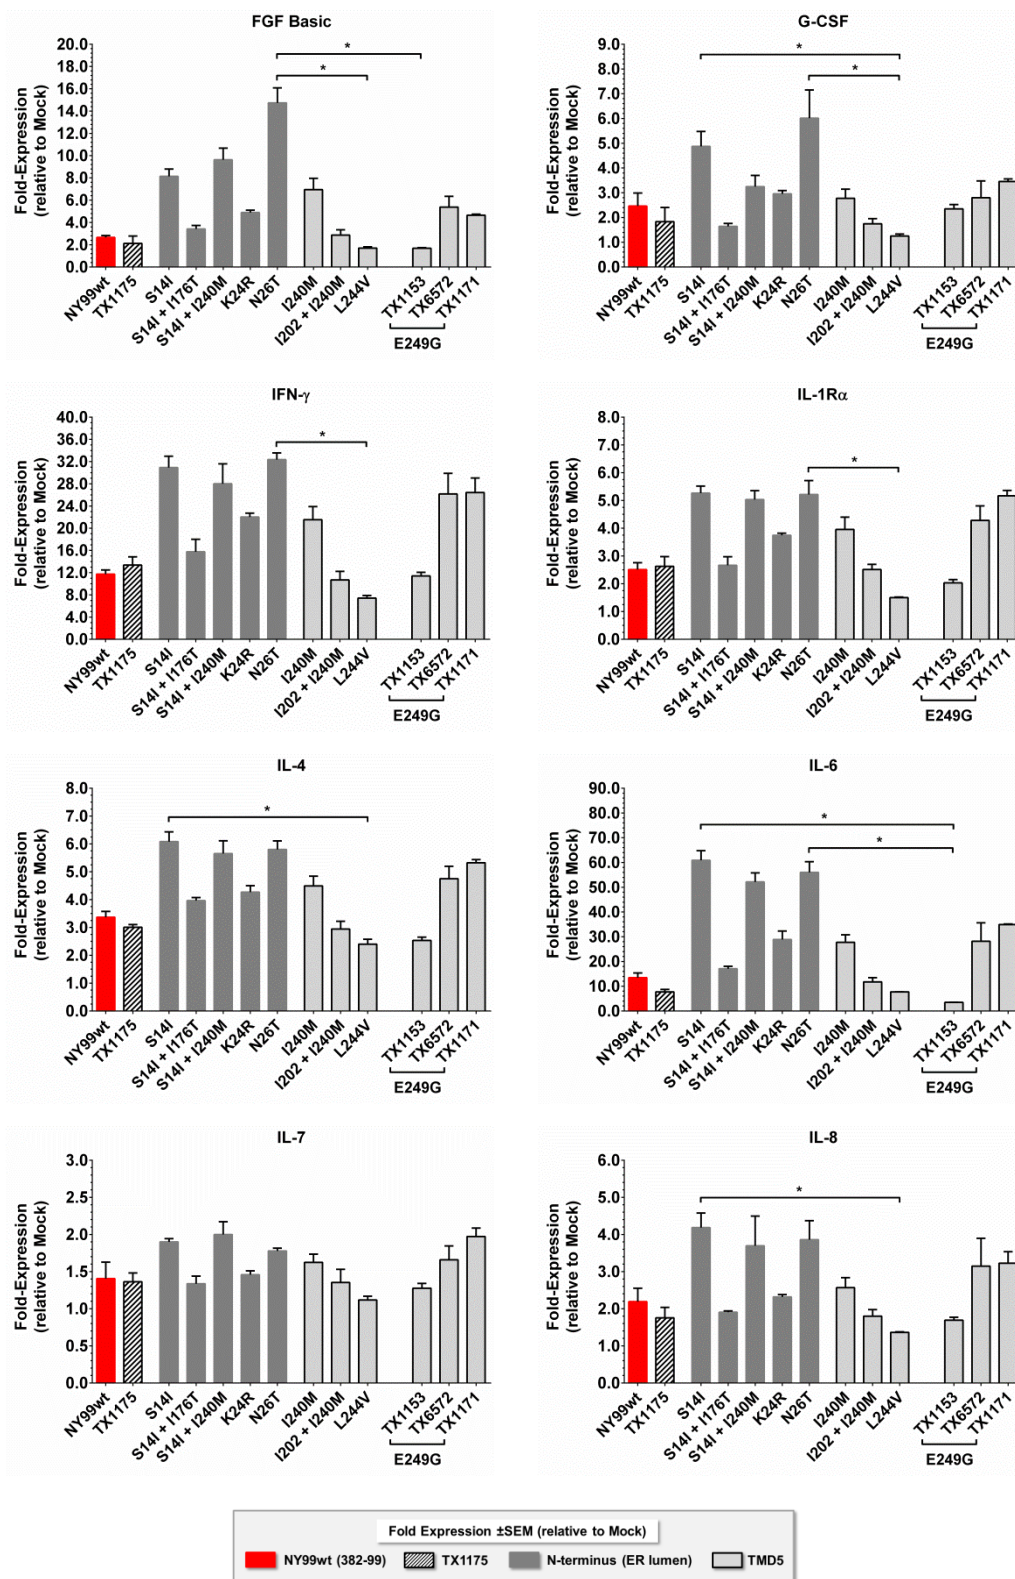 FGF Basic
Fold-Expression
(relative to Mock)
20.0
18.0
16.0
14.0
12.0
10.0
8.0
6.0
4.0
2.0
0.0
*
*
NY99wt
TX1175
S14I
S14I + I176T
S14I + I240M
K24R
N26T
I240M
I202 + I240M
L244V
TX1153
TX6572
TX1171
E249G
G-CSF
Fold-Expression
(relative to Mock)
9.0
8.0
7.0
6.0
5.0
4.0
3.0
2.0
1.0
0.0
*
*
NY99wt
TX1175
S14I
S14I + I176T
S14I + I240M
K24R
N26T
I240M
I202 + I240M
L244V
TX1153
TX6572
TX1171
E249G
IFN-γ
Fold-Expression
(relative to Mock)
40.0
36.0
32.0
28.0
24.0
20.0
16.0
12.0
8.0
4.0
0.0
*
NY99wt
TX1175
S14I
S14I + I176T
S14I + I240M
K24R
N26T
I240M
I202 + I240M
L244V
TX1153
TX6572
TX1171
E249G
IL-1Rα
Fold-Expression
(relative to Mock)
8.0
7.0
6.0
5.0
4.0
3.0
2.0
1.0
0.0
*
NY99wt
TX1175
S14I
S14I + I176T
S14I + I240M
K24R
N26T
I240M
I202 + I240M
L244V
TX1153
TX6572
TX1171
E249G
IL-4
Fold-Expression
(relative to Mock)
8.0
7.0
6.0
5.0
4.0
3.0
2.0
1.0
0.0
*
NY99wt
TX1175
S14I
S14I + I176T
S14I + I240M
K24R
N26T
I240M
I202 + I240M
L244V
TX1153
TX6572
TX1171
E249G
IL-6
Fold-Expression
(relative to Mock)
90.0
80.0
70.0
60.0
50.0
40.0
30.0
20.0
10.0
0.0
*
*
NY99wt
TX1175
S14I
S14I + I176T
S14I + I240M
K24R
N26T
I240M
I202 + I240M
L244V
TX1153
TX6572
TX1171
E249G
IL-7
Fold-Expression
(relative to Mock)
3.0
2.5
2.0
1.5
1.0
0.5
0.0
NY99wt
TX1175
S14I
S14I + I176T
S14I + I240M
K24R
N26T
I240M
I202 + I240M
L244V
TX1153
TX6572
TX1171
E249G
IL-8
Fold-Expression
(relative to Mock)
6.0
5.0
4.0
3.0
2.0
1.0
0.0
*
NY99wt
TX1175
S14I
S14I + I176T
S14I + I240M
K24R
N26T
I240M
I202 + I240M
L244V
TX1153
TX6572
TX1171
E249G
Fold Expression ±SEM (relative to Mock)
NY99wt (382-99) TX1175 N-terminus (ER lumen) TMD5